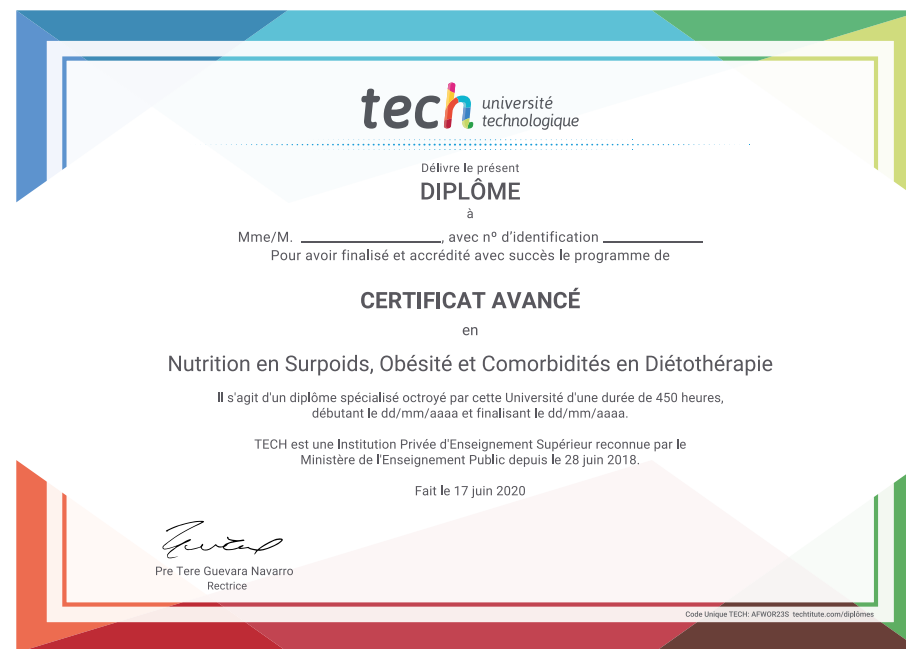 tech université
technologique
Délivre le présent
DIPLÔME
à
Mme/M. ____________________, avec nº d'identification ______________
Pour avoir finalisé et accrédité avec succès le programme de
CERTIFICAT AVANCÉ
en
Nutrition en Surpoids, Obésité et Comorbidités en Diétothérapie
Il s'agit d'un diplôme spécialisé octroyé par cette Université d'une durée de 450 heures,
débutant le dd/mm/aaaa et finalisant le dd/mm/aaaa.
TECH est une Institution Privée d'Enseignement Supérieur reconnue par le
Ministère de l'Enseignement Public depuis le 28 juin 2018.
Fait le 17 juin 2020
Pre Tere Guevara Navarro
Rectrice
Code Unique TECH: AFWOR23S techtitute.com/diplômes